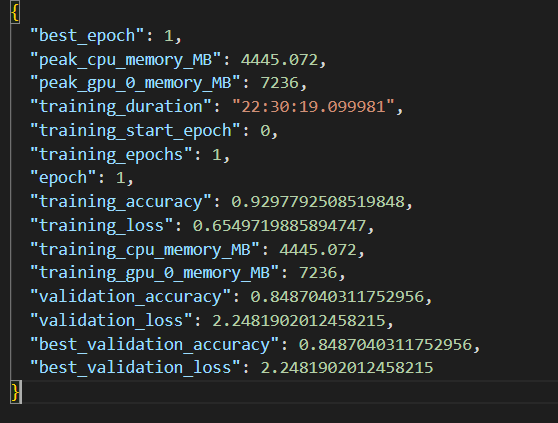 {
"best_epoch": 1,
"peak_cpu_memory_MB": 4445.072,
"peak_gpu_0_memory_MB": 7236,
"training_duration": "22:30:19.099981",
"training_start_epoch": 0,
"training_epochs": 1,
"epoch": 1,
"training_accuracy": 0.9297792508519848,
"training_loss": 0.6549719885894747,
"training_cpu_memory_MB": 4445.072,
"training_gpu_0_memory_MB": 7236,
"validation_accuracy": 0.8487040311752956,
"validation_loss": 2.2481902012458215,
"best_validation_accuracy": 0.8487040311752956,
"best_validation_loss": 2.2481902012458215
}